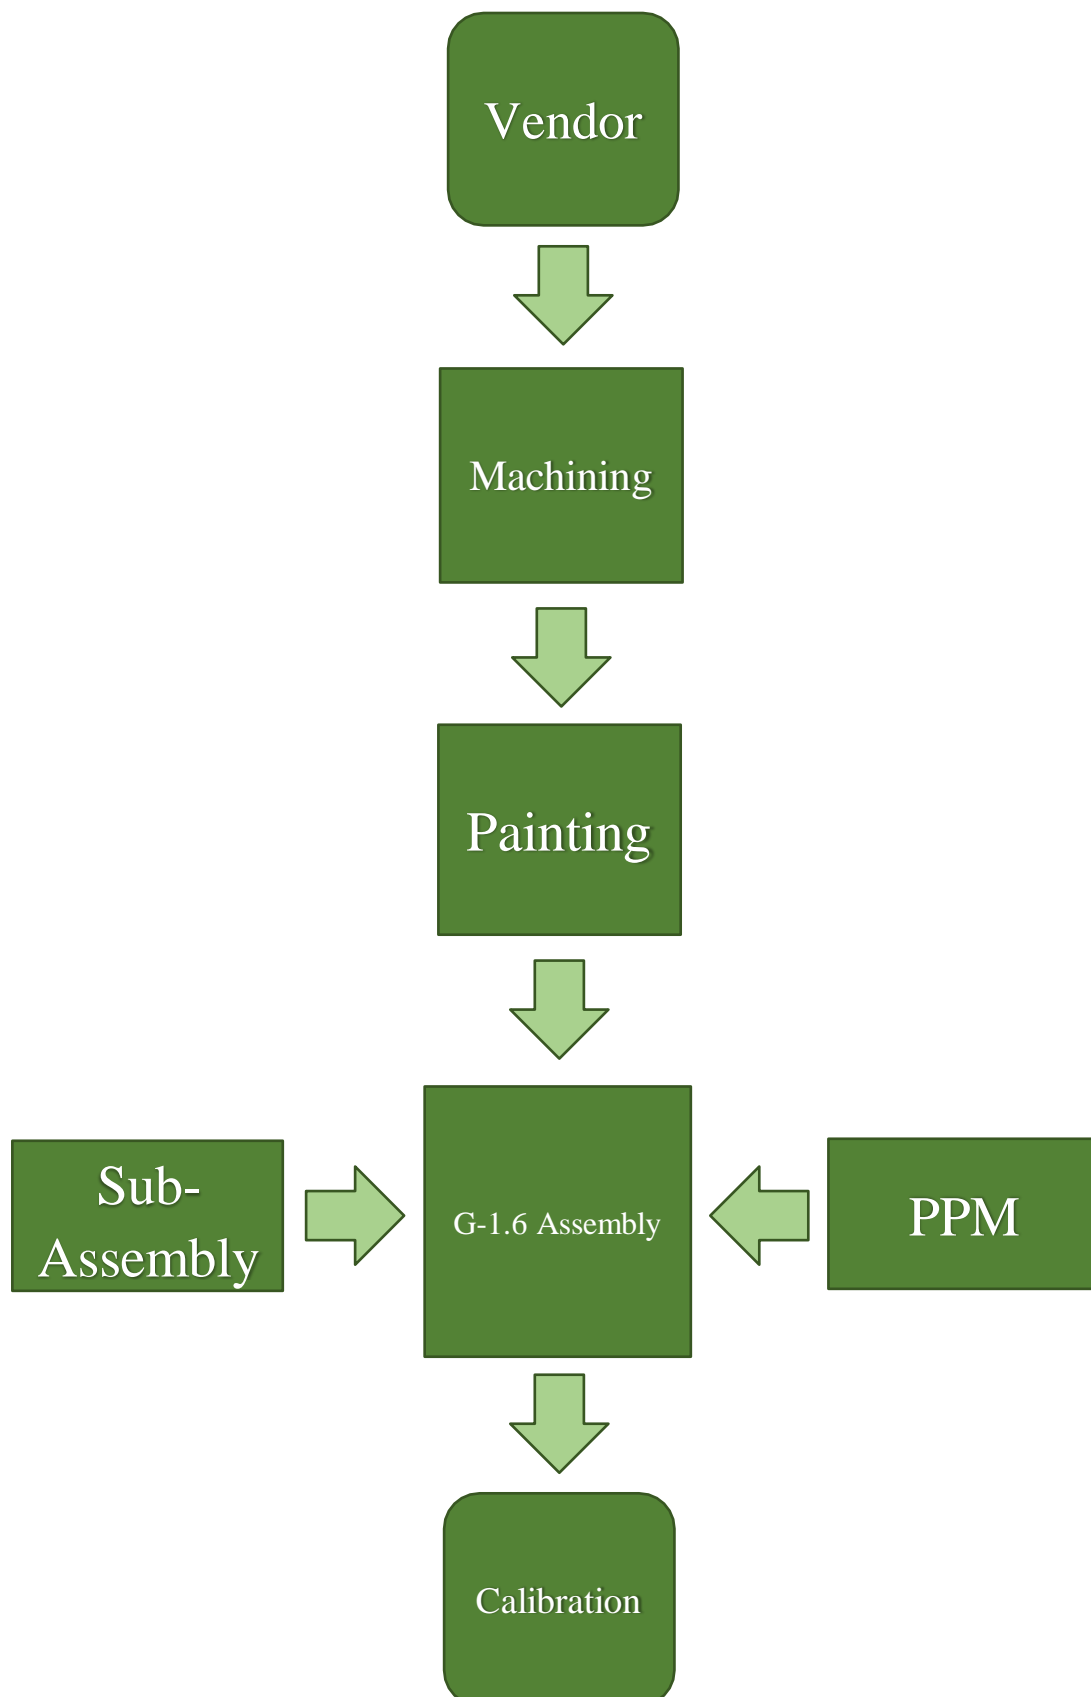 Vendor
Machining
Painting
Sub-
Assembly
G-1.6 Assembly
PPM
Calibration